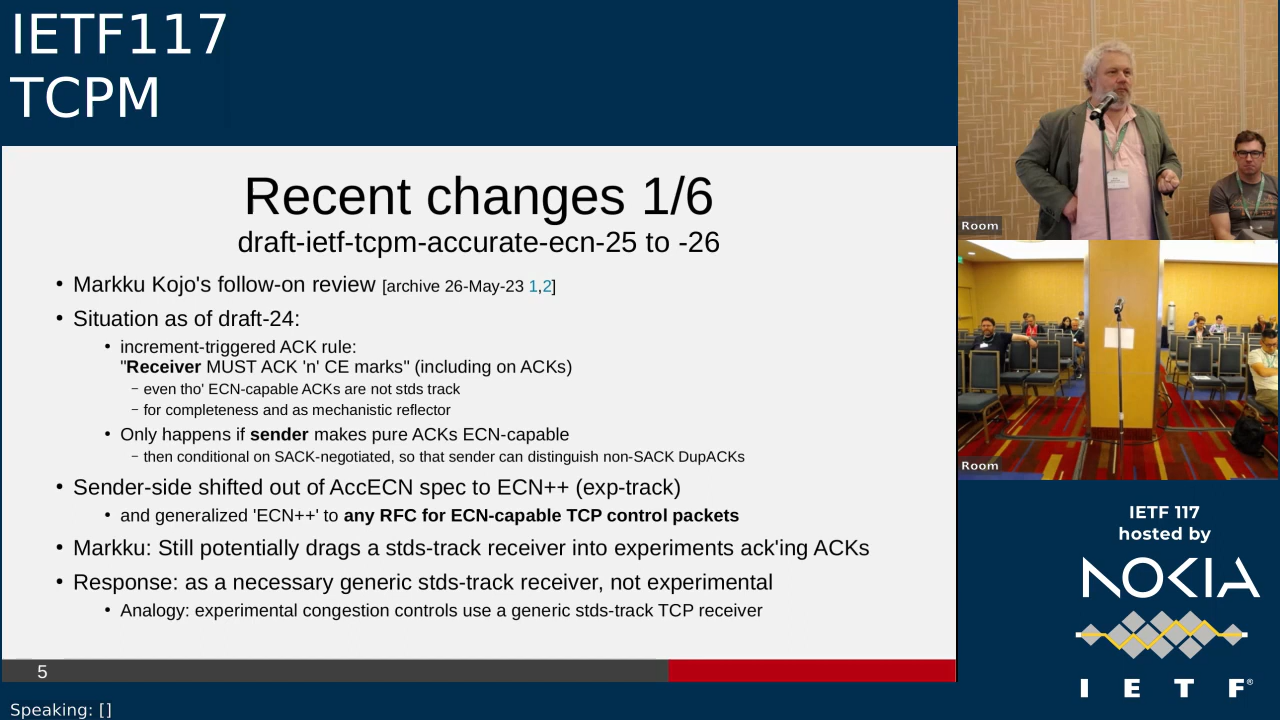 IETF117
TCPM
Recent changes 1/6
draft-ietf-tcpm-accurate-ecn-25 to -26
• Markku Kojo's follow-on review [archive 26-May-23 1,2]
• Situation as of draft-24:
• increment-triggered ACK rule:
"Receiver MUST ACK 'n' CE marks" (including on ACKs)
− even tho' ECN-capable ACKs are not stds track
− for completeness and as mechanistic reflector
• Only happens if sender makes pure ACKs ECN-capable
− then conditional on SACK-negotiated, so that sender can distinguish non-SACK DupACKs
• Sender-side shifted out of AccECN spec to ECN++ (exp-track)
• and generalized 'ECN++' to any RFC for ECN-capable TCP control packets
• Markku: Still potentially drags a stds-track receiver into experiments ack'ing ACKs
• Response: as a necessary generic stds-track receiver, not experimental
• Analogy: experimental congestion controls use a generic stds-track TCP receiver
5
Speaking: []
Room
Room
IETF 117
hosted by
NOKIA
I E T F®